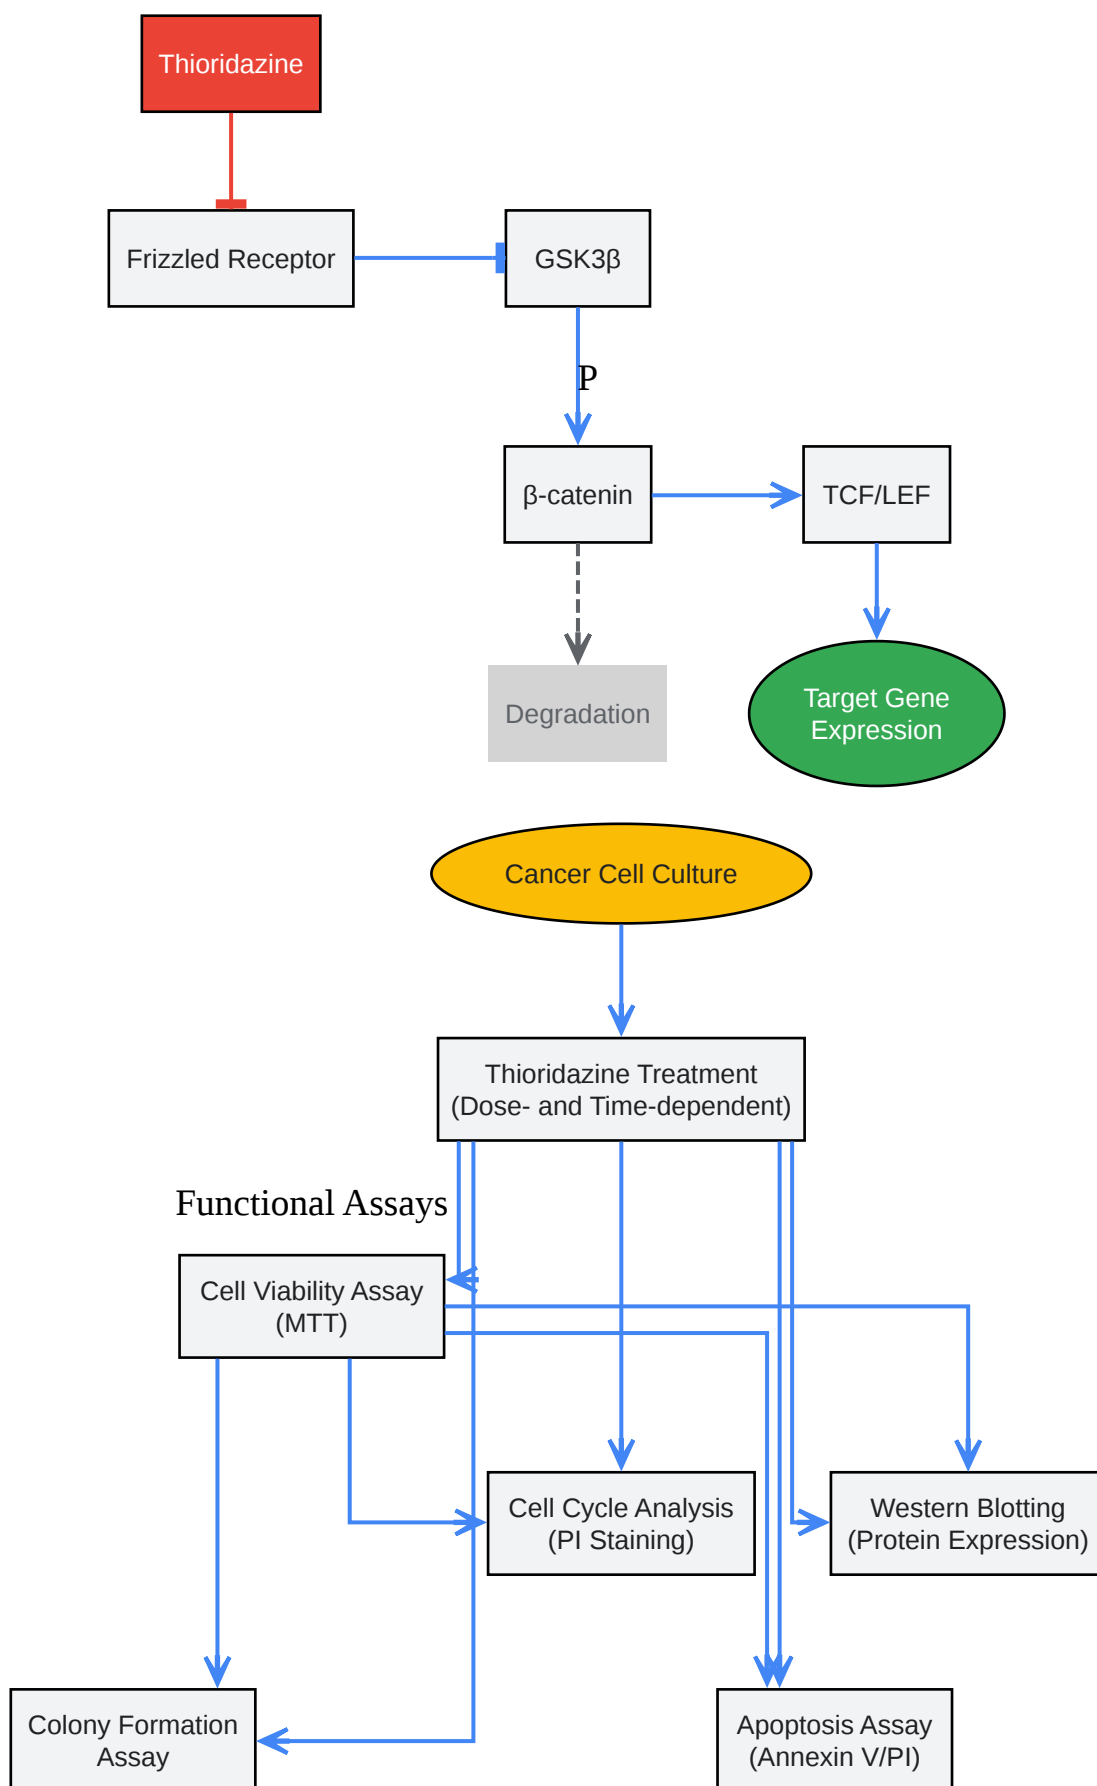 Thioridazine
Frizzled Receptor
GSK3β
P
β-catenin
TCF/LEF
Degradation
Target Gene
Expression
Cancer Cell Culture
Thioridazine Treatment
(Dose- and Time-dependent)
Functional Assays
Cell Viability Assay
(MTT)
Cell Cycle Analysis
(PI Staining)
Western Blotting
(Protein Expression)
Colony Formation
Assay
Apoptosis Assay
(Annexin V/PI)